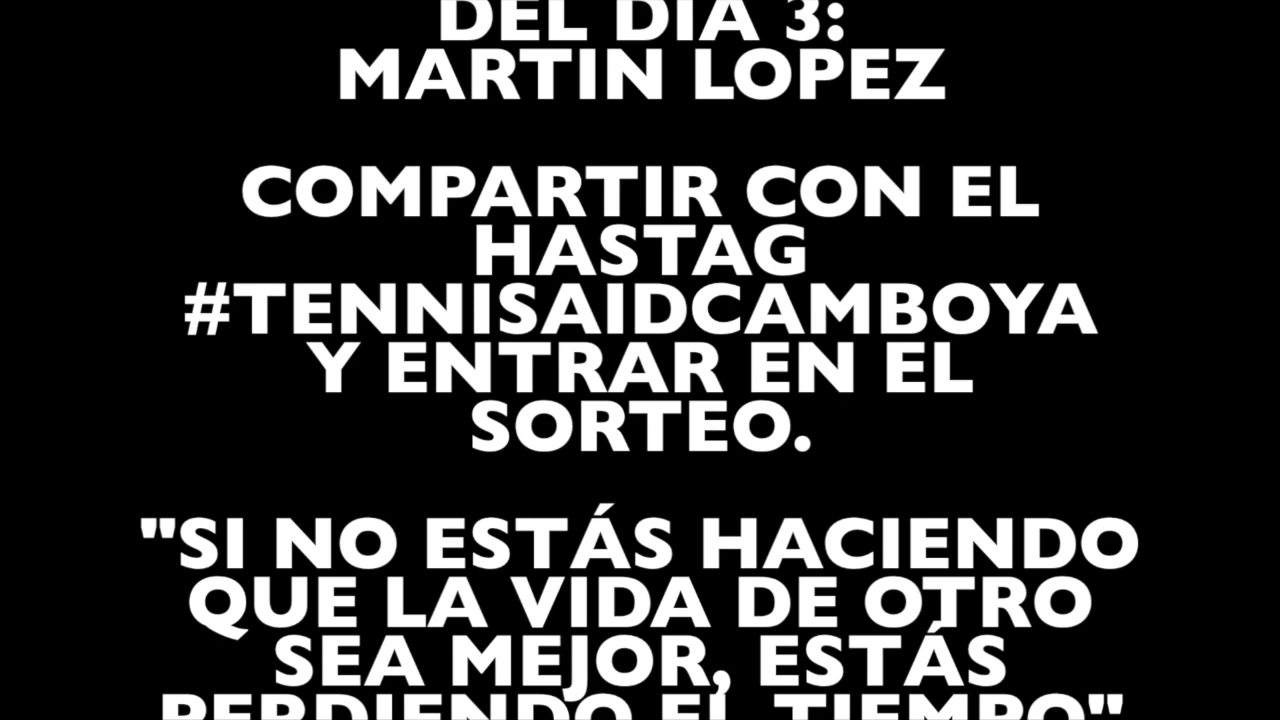 DEL DIA 3:
MARTIN LOPEZ
COMPARTIR CON EL
HASTAG
#TENNISAIDCAMBOYA
Y ENTRAR EN EL
SORTEO.
"SI NO ESTÁS HACIENDO
QUE LA VIDA DE OTRO
SEA MEJOR, ESTÁS
PERDIENDO EL TIEMPO"